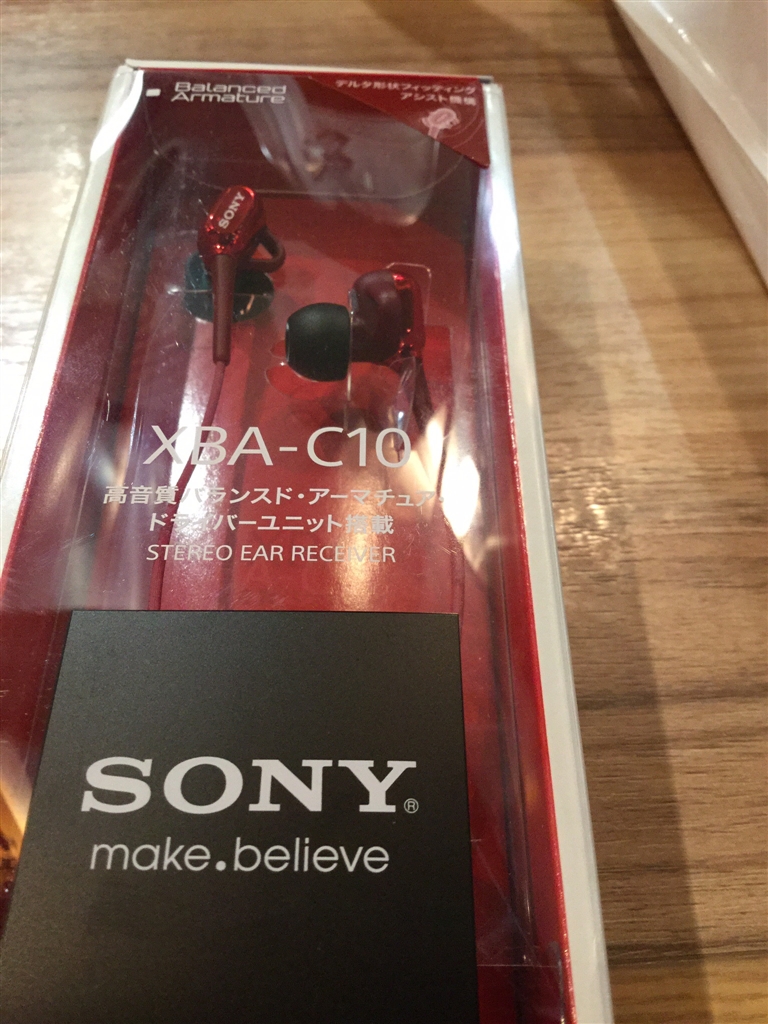 Balanced
Armature
デルタ形状フィッティング
アシスト機構
SONY
XBA-C10
高音質バランスド・アーマチュア・
ドライバーユニット搭載
STEREO EAR RECEIVER
SONY®
make.believe